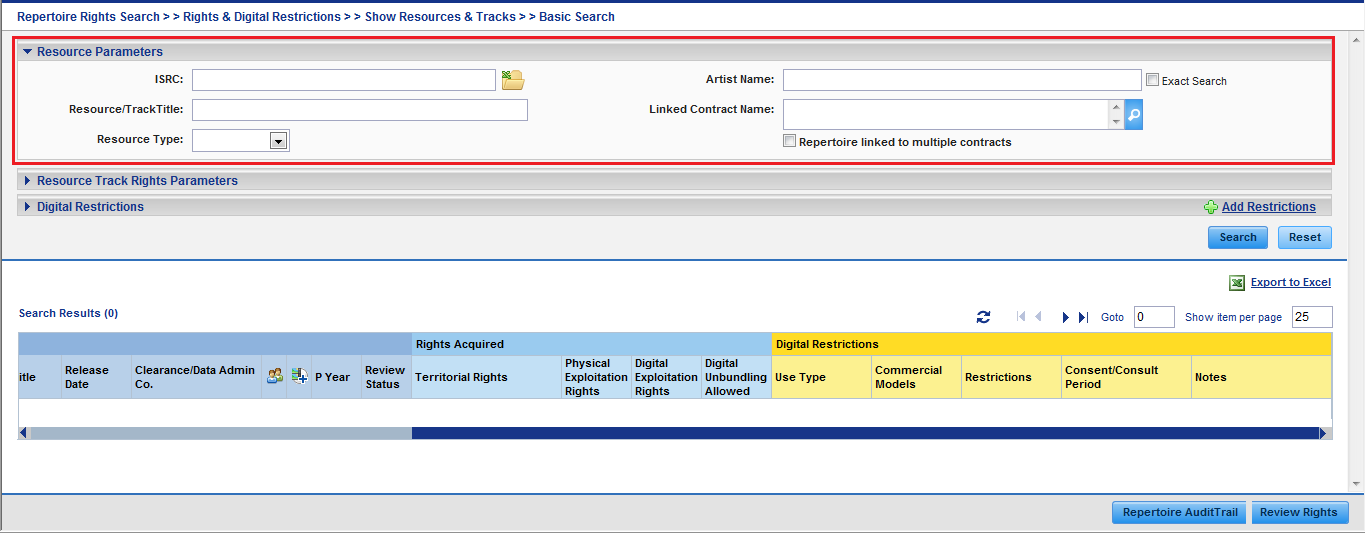 Repertoire Rights Search > > Rights & Digital Restrictions > > Show Resources & Tracks > > Basic Search
Resource Parameters
ISRC:
Artist Name:
Exact Search
Resource/TrackTitle:
Linked Contract Name:
Resource Type:
Repertoire linked to multiple contracts
Resource Track Rights Parameters
Digital Restrictions
Add Restrictions
Search
Reset
Export to Excel
Search Results (0)
Goto
0
Show item per page
25
Rights Acquired
Digital Restrictions
itle
Release
Date
Clearance/Data Admin
Co.
P Year
Review
Status
Territorial Rights
Physical
Exploitation
Rights
Digital
Exploitation
Rights
Digital
Unbundling
Allowed
Use Type
Commercial
Models
Restrictions
Consent/Consult
Period
Notes
Repertoire AuditTrail
Review Rights